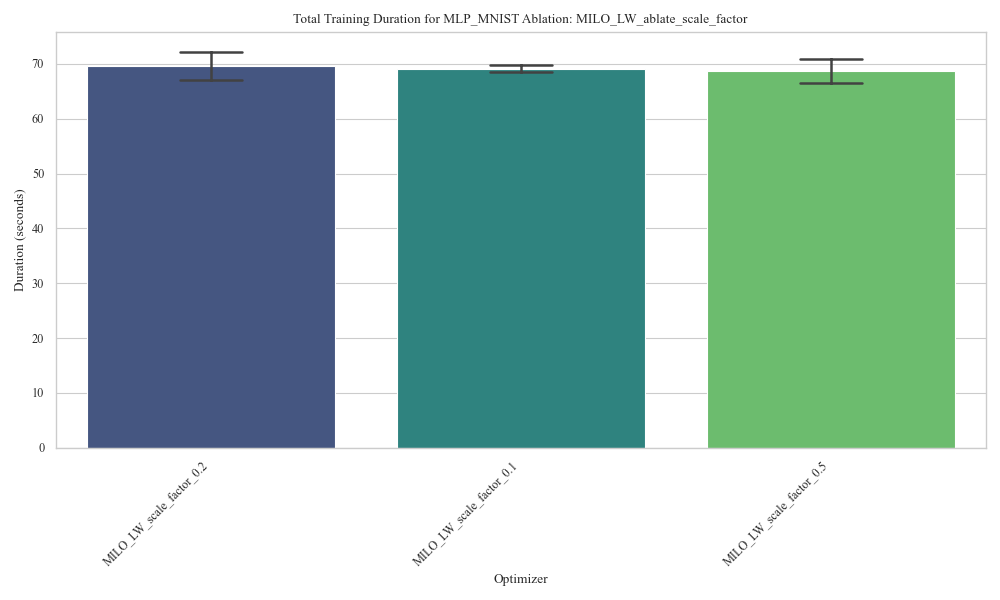 Total Training Duration for MLP_MNIST Ablation: MILO_LW_ablate_scale_factor
Duration (seconds)
70
60
50
40
30
20
10
0
MILO_LW_scale_factor_0.2
MILO_LW_scale_factor_0.1
MILO_LW_scale_factor_0.5
Optimizer